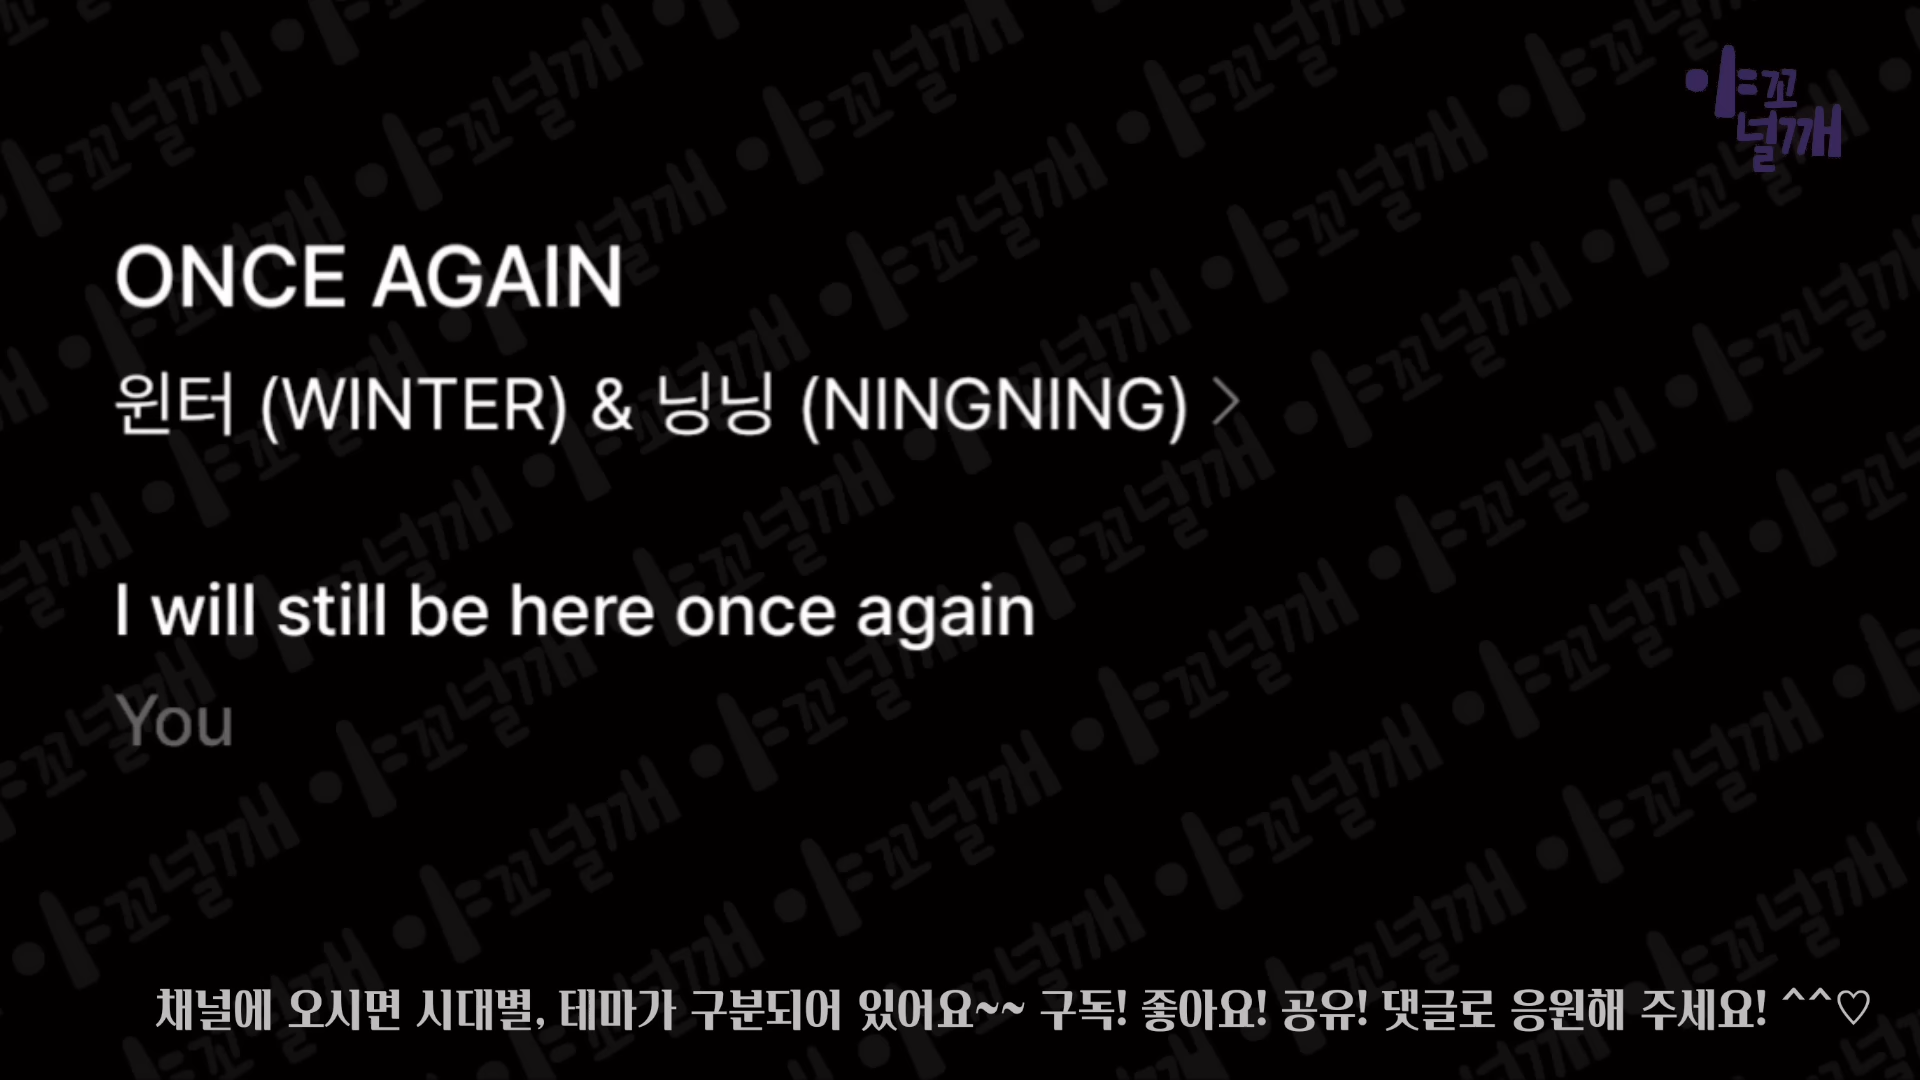 야꼬
널깨
ONCE AGAIN
윈터 (WINTER) & 닝닝 (NINGNING) >
I will still be here once again
You
채널에 오시면 시대별, 테마가 구분되어 있어요~~ 구독! 좋아요! 공유! 댓글로 응원해 주세요! ^^♡